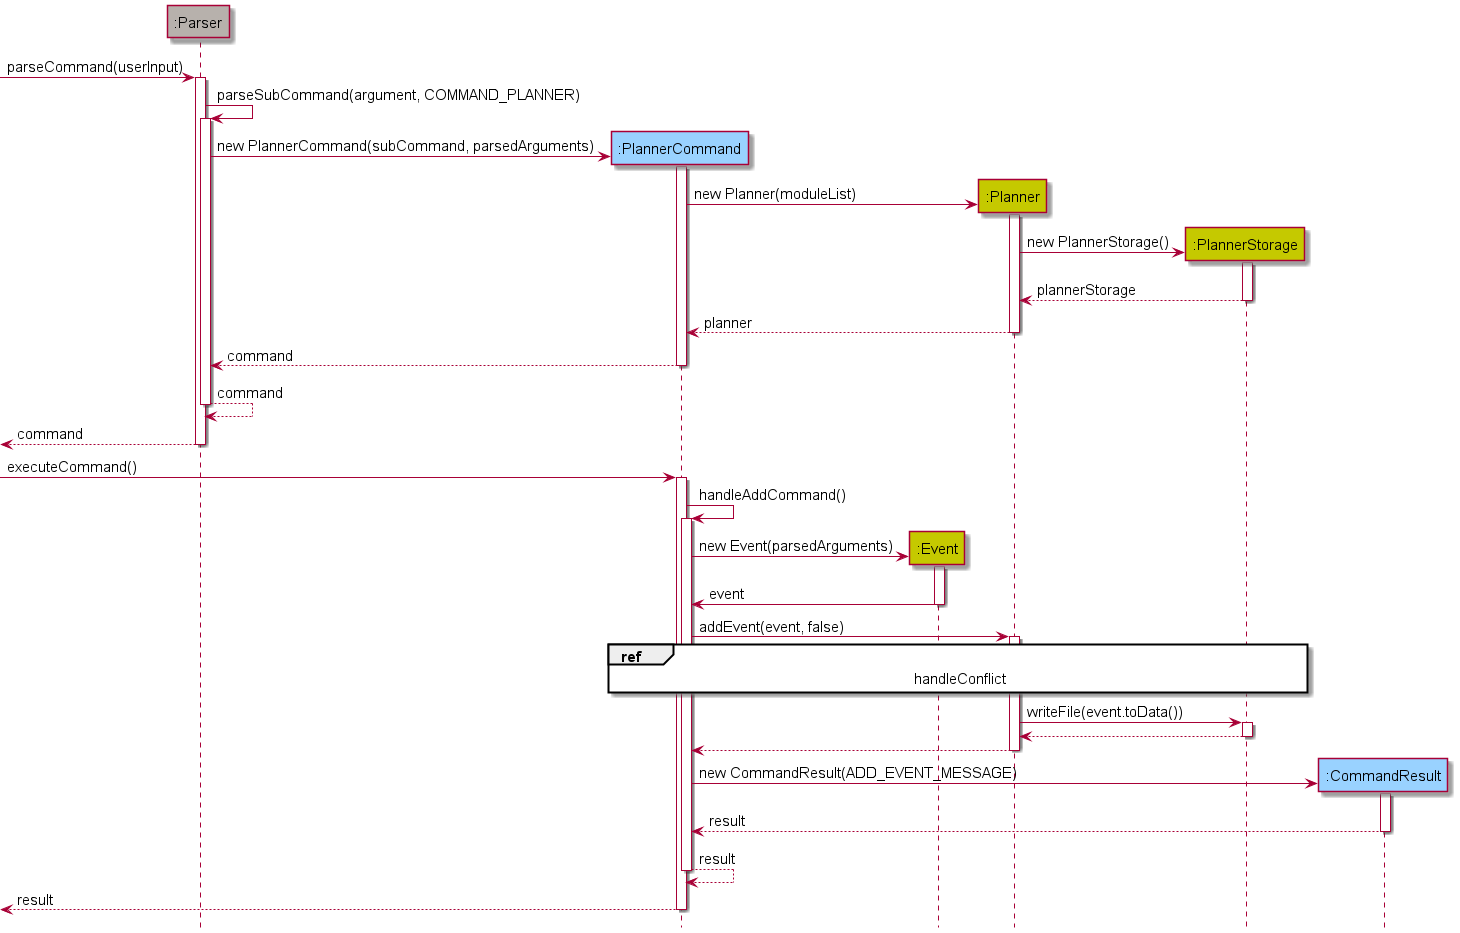 :Parser
parseCommand(userInput)
parseSubCommand(argument, COMMAND_PLANNER)
new PlannerCommand(subCommand, parsedArguments)
:PlannerCommand
new Planner(moduleList)
:Planner
new PlannerStorage()
:PlannerStorage
plannerStorage
planner
command
command
command
executeCommand()
handleAddCommand()
new Event(parsedArguments)
:Event
event
addEvent(event, false)
ref
handleConflict
writeFile(event.toData())
new CommandResult(ADD_EVENT_MESSAGE)
:CommandResult
result
result
result